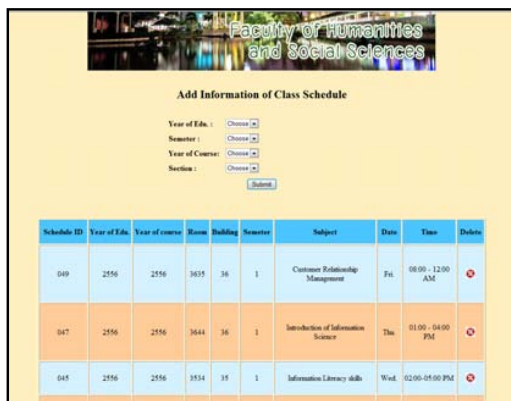 Faculty of Humanities
and Social Sciences
Add Information of Class Schedule
Year of Edu. : Choose
Semeter : Choose
Year of Course: Choose
Section : Choose
Submit
Schedule ID Year of Edu. Year of course Room Building Semeter Subject Date Time Delete
049 2556 2556 3635 36 1 Customer Relationship Management Fri. 08:00 - 12:00 AM
047 2556 2556 3644 36 1 Introduction of Information Science Thu. 01:00 - 04:00 PM
045 2556 2556 3534 35 1 Information Literacy skills Wed. 02:00-05:00 PM